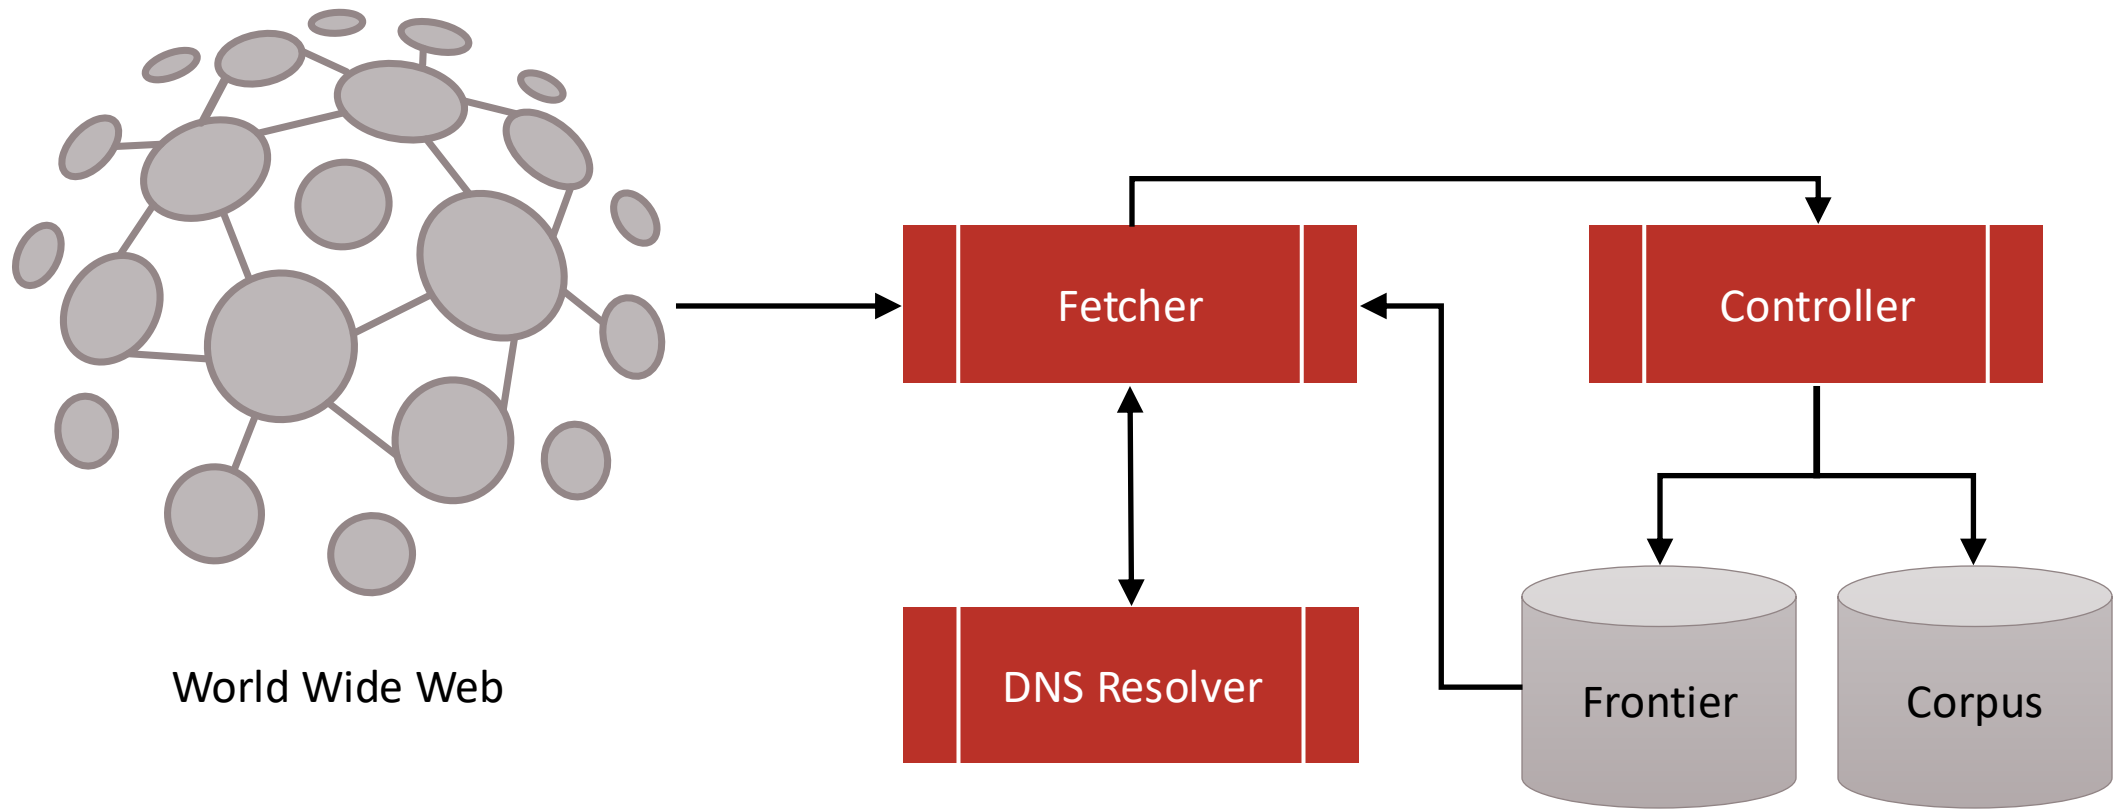 Fetcher
Controller
World Wide Web
DNS Resolver
Frontier
Corpus